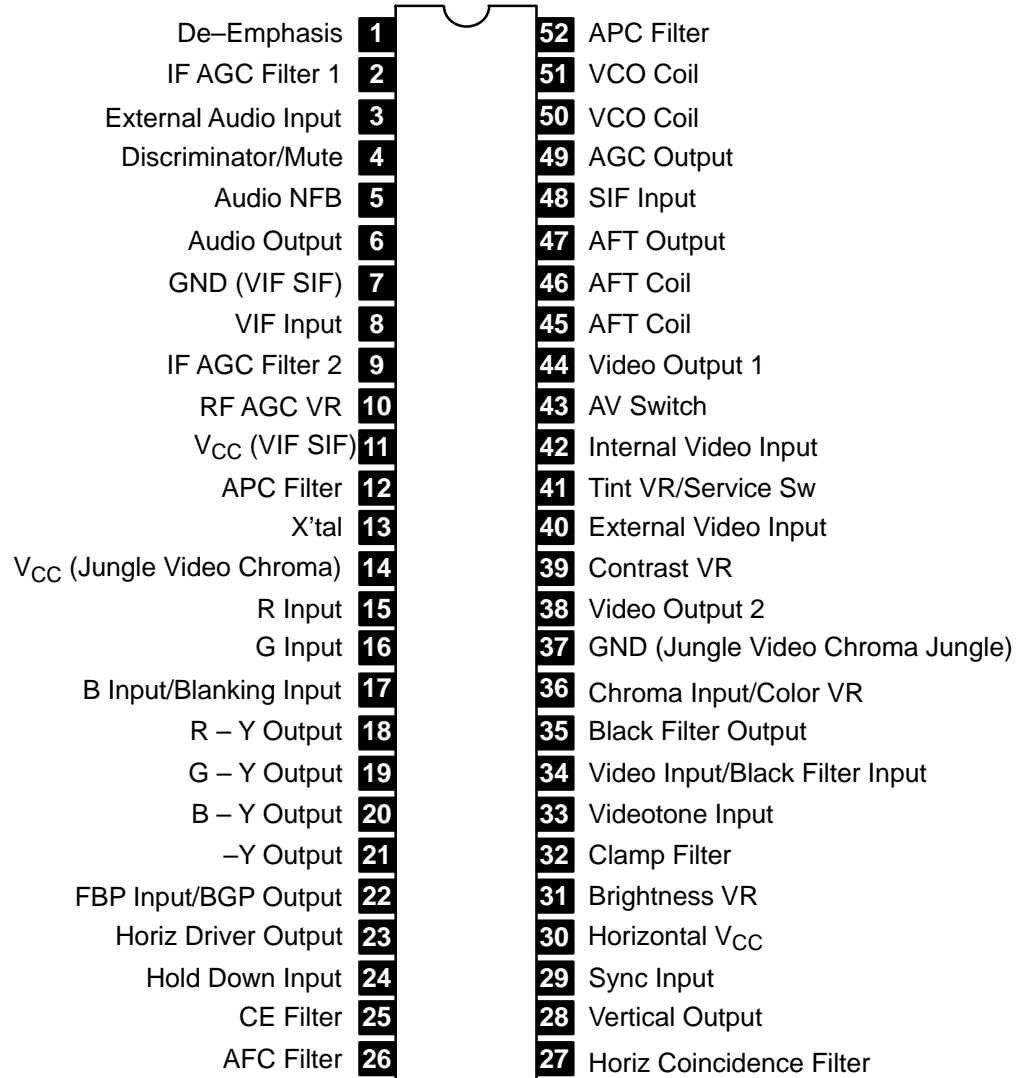 De–Emphasis 1 52 APC Filter
IF AGC Filter 1 2 51 VCO Coil
External Audio Input 3 50 VCO Coil
Discriminator/Mute 4 49 AGC Output
Audio NFB 5 48 SIF Input
Audio Output 6 47 AFT Output
GND (VIF SIF) 7 46 AFT Coil
VIF Input 8 45 AFT Coil
IF AGC Filter 2 9 44 Video Output 1
RF AGC VR 10 43 AV Switch
VCC (VIF SIF) 11 42 Internal Video Input
APC Filter 12 41 Tint VR/Service Sw
X’tal 13 40 External Video Input
VCC (Jungle Video Chroma) 14 39 Contrast VR
R Input 15 38 Video Output 2
G Input 16 37 GND (Jungle Video Chroma Jungle)
B Input/Blanking Input 17 36 Chroma Input/Color VR
R – Y Output 18 35 Black Filter Output
G – Y Output 19 34 Video Input/Black Filter Input
B – Y Output 20 33 Videotone Input
–Y Output 21 32 Clamp Filter
FBP Input/BGP Output 22 31 Brightness VR
Horiz Driver Output 23 30 Horizontal VCC
Hold Down Input 24 29 Sync Input
CE Filter 25 28 Vertical Output
AFC Filter 26 27 Horiz Coincidence Filter